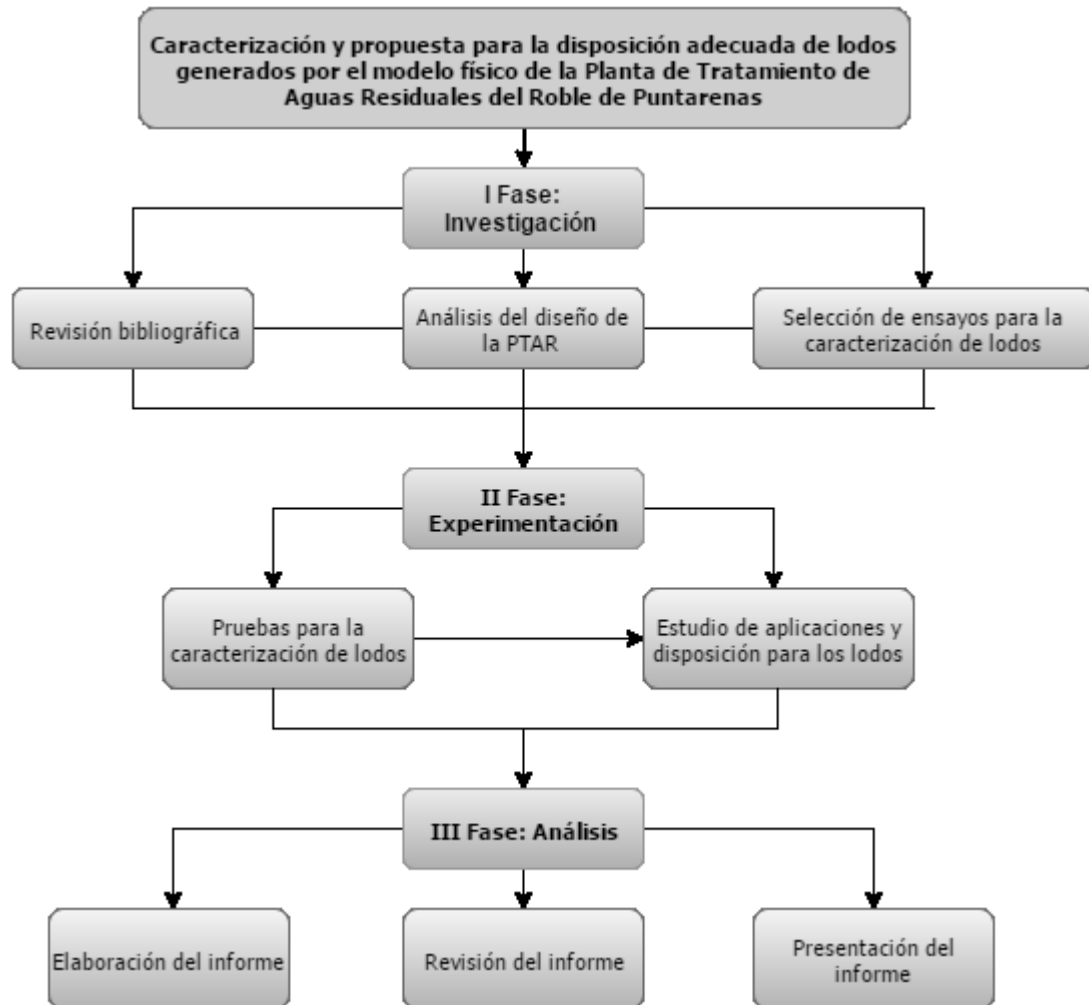 Caracterización y propuesta para la disposición adecuada de lodos
generados por el modelo físico de la Planta de Tratamiento de
Aguas Residuales del Roble de Puntarenas
I Fase:
Investigación
Revisión bibliográfica
Análisis del diseño de
la PTAR
Selección de ensayos para la
caracterización de lodos
II Fase:
Experimentación
Pruebas para la
caracterización de lodos
Estudio de aplicaciones y
disposición para los lodos
III Fase: Análisis
Elaboración del informe
Revisión del informe
Presentación del
informe